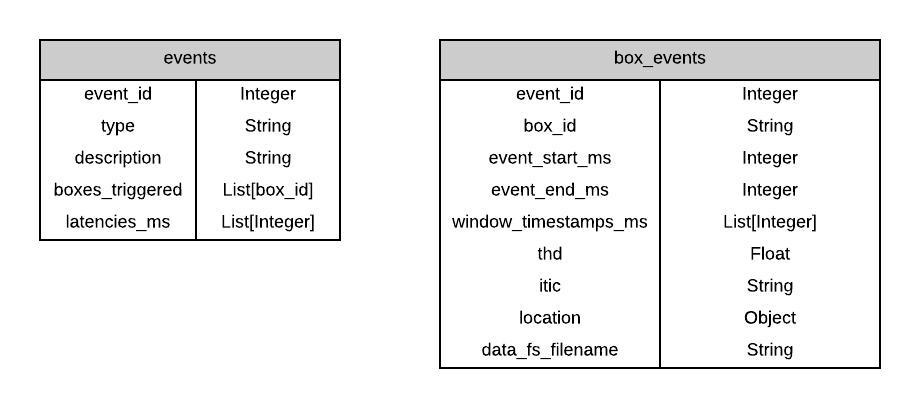 events
event_id Integer
type String
description String
boxes_triggered List[box_id]
latencies_ms List[Integer]
box_events
event_id Integer
box_id String
event_start_ms Integer
event_end_ms Integer
window_timestamps_ms List[Integer]
thd Float
itic String
location Object
data_fs_filename String